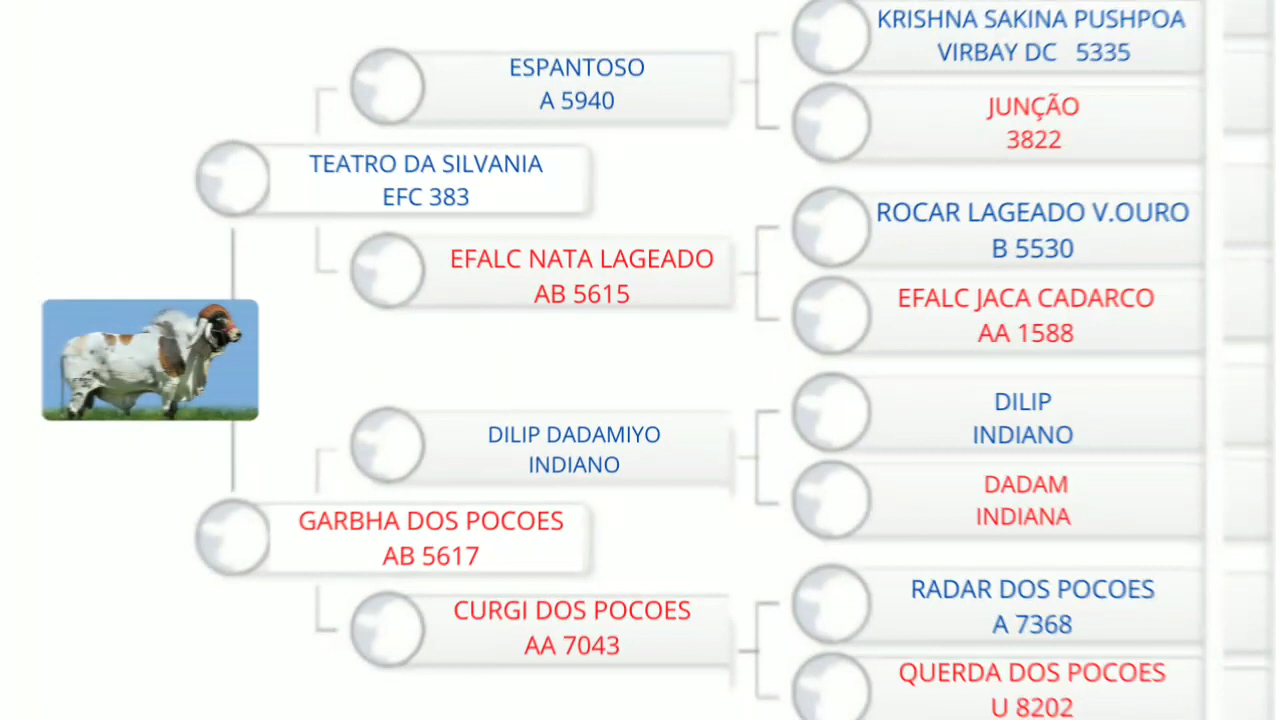 KRISHNA SAKINA PUSHPOA
VIRBAY DC 5335
ESPANTOSO
A 5940
JUNÇÃO
3822
TEATRO DA SILVANIA
EFC 383
ROCAR LAGEADO V.OURO
B 5530
EFALC NATA LAGEADO
AB 5615
EFALC JACA CADARCO
AA 1588
DILIP
INDIANO
DILIP DADAMIYO
INDIANO
DADAM
INDIANA
GARBHA DOS POCOES
AB 5617
RADAR DOS POCOES
A 7368
CURGI DOS POCOES
AA 7043
QUERDA DOS POCOES
U 8202